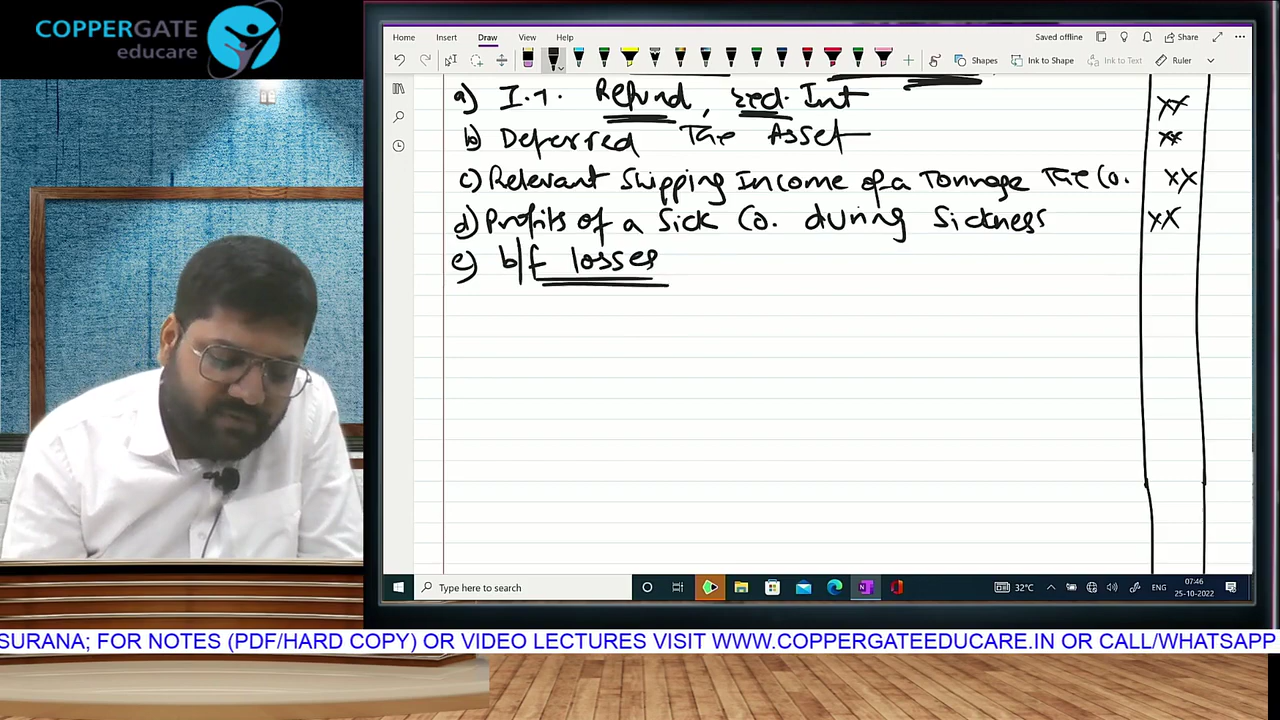 COPPERGATE
educare
Home Insert Draw View Help
Saved offline Share
Shapes Ink to Shape Ink to Text Ruler
a) I.T. Refund, red. Int XX
b) Deferred Tax Asset XX
c) Relevant Shipping Income of a Tonnage Tax Co. XX
d) Profits of a Sick Co. during Sickness XX
e) b/f losses
Type here to search
32°C ENG 07:46
25-10-2022
SURANA; FOR NOTES (PDF/HARD COPY) OR VIDEO LECTURES VISIT WWW.COPPERGATEEDUCARE.IN OR CALL/WHATSAPP